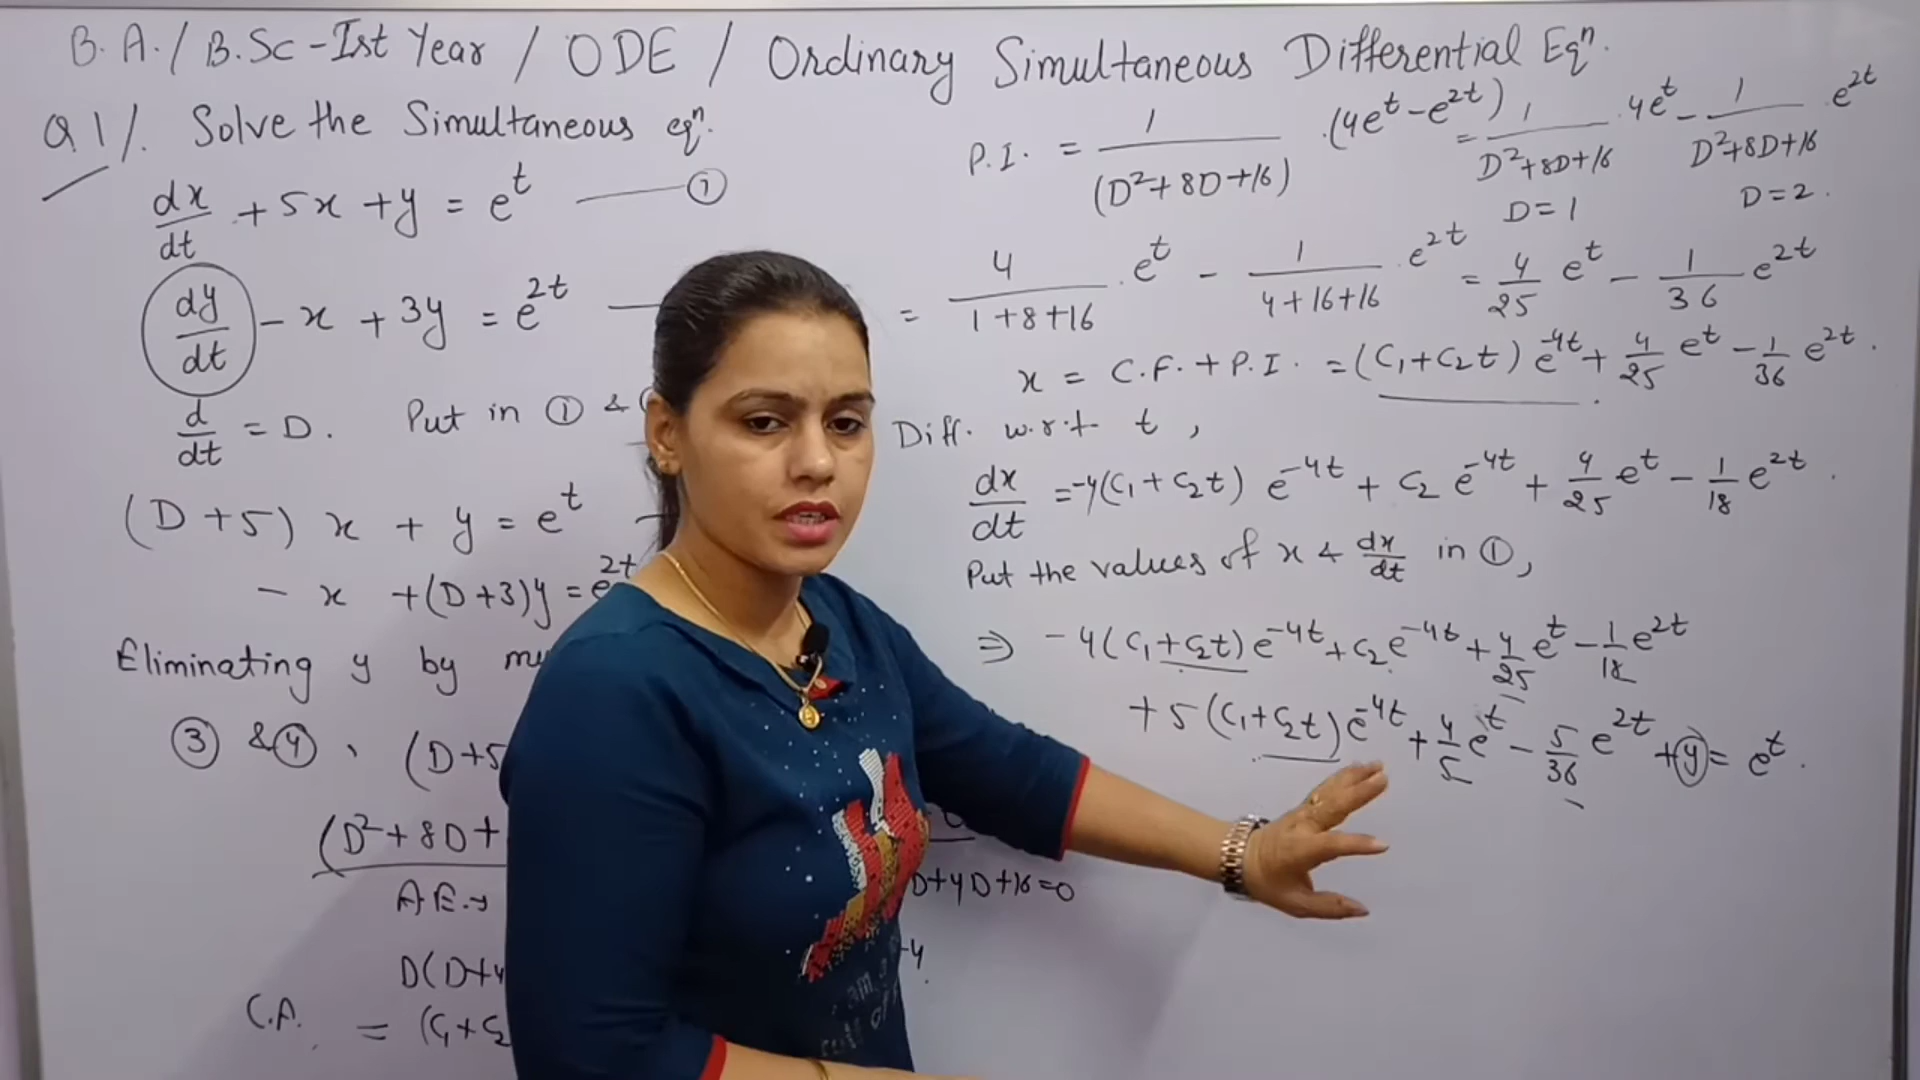 B.A./B.Sc-Ist Year / ODE / Ordinary Simultaneous Differential Eqⁿ.
Q1/. Solve the Simultaneous eqⁿ.
dx/dt + 5x + y = e^t —— ①
dy/dt - x + 3y = e^2t ——
d/dt = D. Put in ① &
(D+5) x + y = e^t —
- x + (D+3)y = e^2t
Eliminating y by mu
③ & ④, (D+5
(D²+8D+
A.E.→
D+4D+16=0
D(D+4
-4
C.A. = (C₁+C₂
P.I. = 1/(D²+8D+16) .(4e^t - e^2t) = 1/D²+8D+16 .4e^t - 1/D²+8D+16 .e^2t
D=1 D=2.
= 4/1+8+16 .e^t - 1/4+16+16 .e^2t = 4/25 e^t - 1/36 e^2t
x = C.F. + P.I. = (C₁+C₂t) e^-4t + 4/25 e^t - 1/36 e^2t.
Diff. w.r.t t,
dx/dt = -4(C₁+C₂t) e^-4t + C₂ e^-4t + 4/25 e^t - 1/18 e^2t.
Put the values of x & dx/dt in ①,
⇒ -4(C₁+C₂t)e^-4t + C₂e^-4t + 4/25 e^t - 1/18 e^2t
+ 5(C₁+C₂t)e^-4t + 4/5 e^t - 5/36 e^2t + y = e^t.